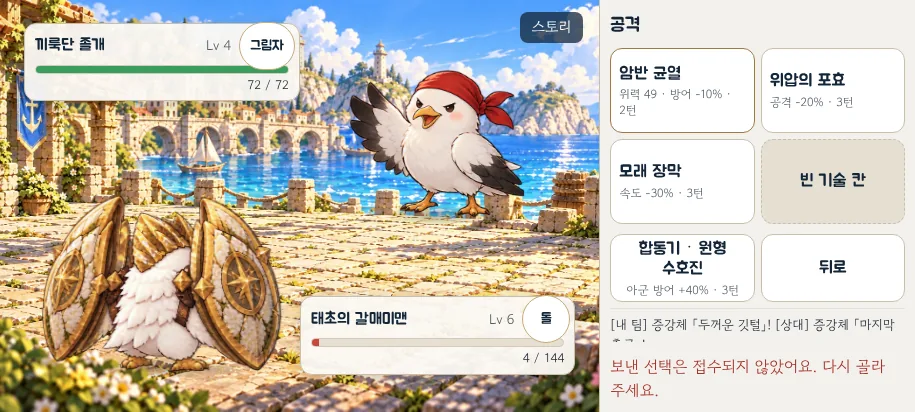 끼룩단 졸개 Lv 4 그림자
72 / 72
스토리
태초의 갈매미맨 Lv 6 돌
4 / 144
공격
암반 균열
위력 49 · 방어 -10% ·
2턴
위압의 포효
공격 -20% · 3턴
모래 장막
속도 -30% · 3턴
빈 기술 칸
합동기 · 원형
수호진
아군 방어 +40% · 3턴
뒤로
[내 팀] 증강체 「두꺼운 깃털」! [상대] 증강체 「마지막
보낸 선택은 접수되지 않았어요. 다시 골라
주세요.